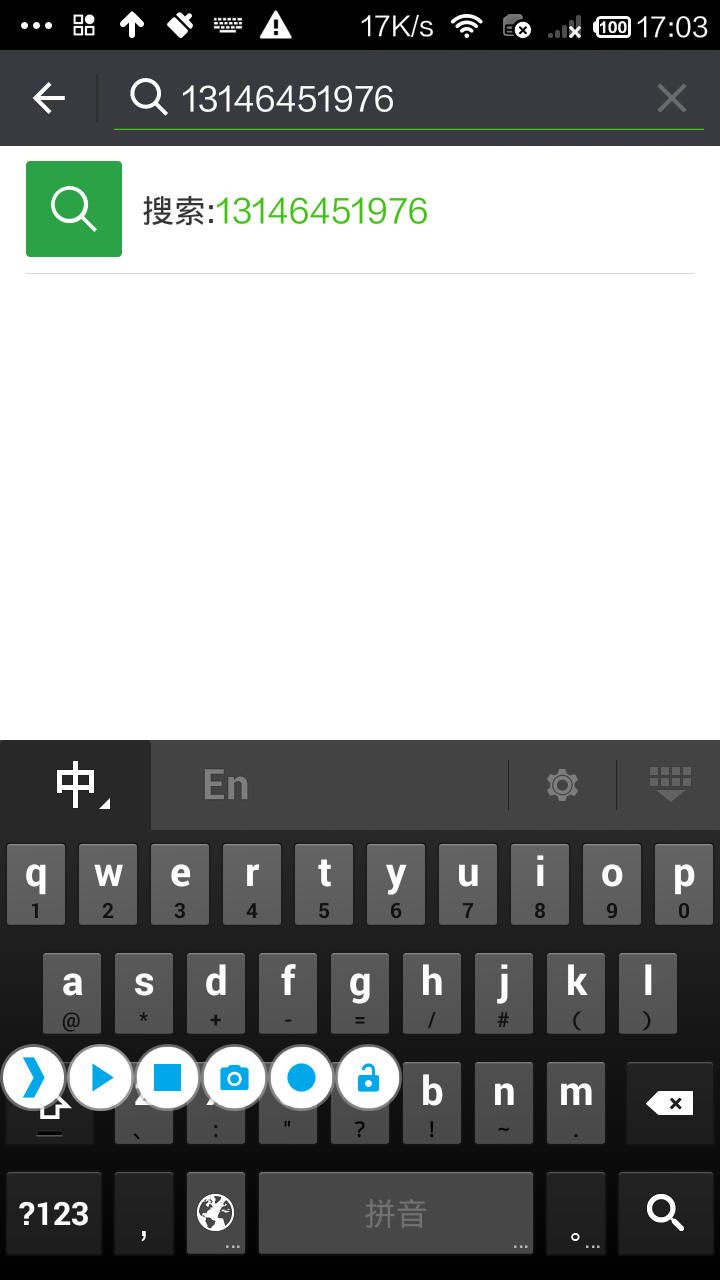 17K/s 100 17:03
13146451976
搜索:13146451976
中 En
q w e r t y u i o p
1 2 3 4 5 6 7 8 9 0
a s d f g h j k l
@ * + - = / # ( )
b n m
、 : " ? ! ~ .
?123 , 拼音 。